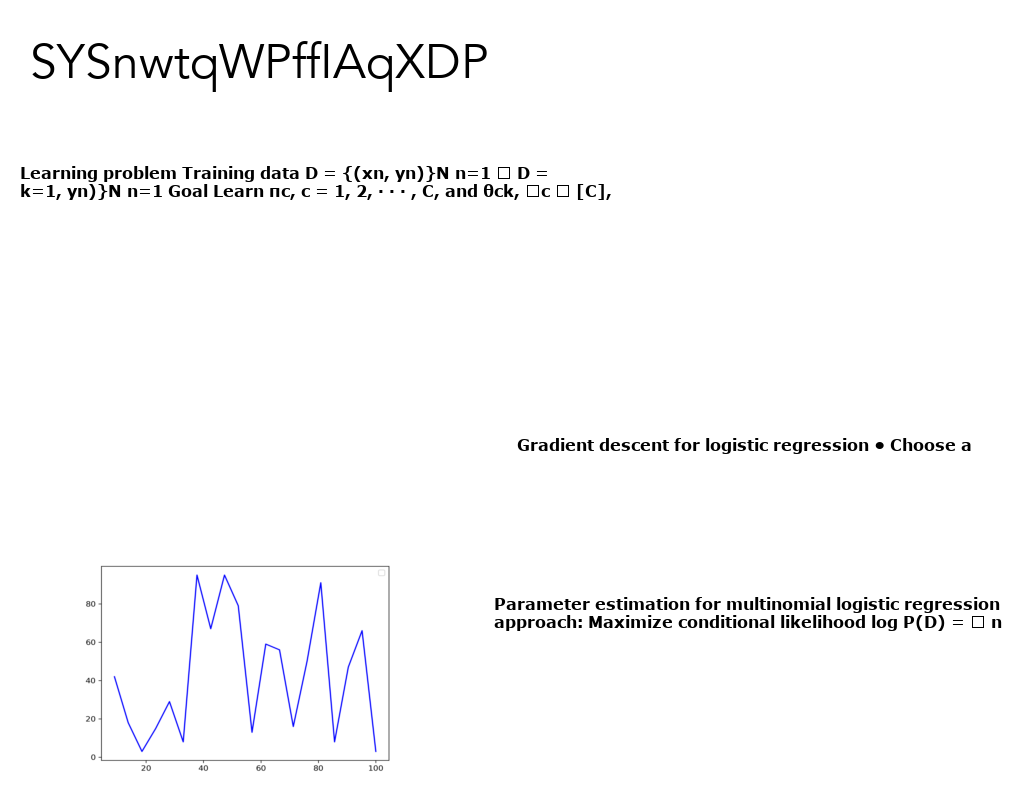 SYSnwtqWPffIAqXDP
Learning problem Training data D = {(xn, yn)}N n=1 □ D =
k=1, yn)}N n=1 Goal Learn πc, c = 1, 2, · · · , C, and θck, □c □ [C],
Gradient descent for logistic regression • Choose a
Parameter estimation for multinomial logistic regression
approach: Maximize conditional likelihood log P(D) = □ n
80
60
40
20
0
20 40 60 80 100